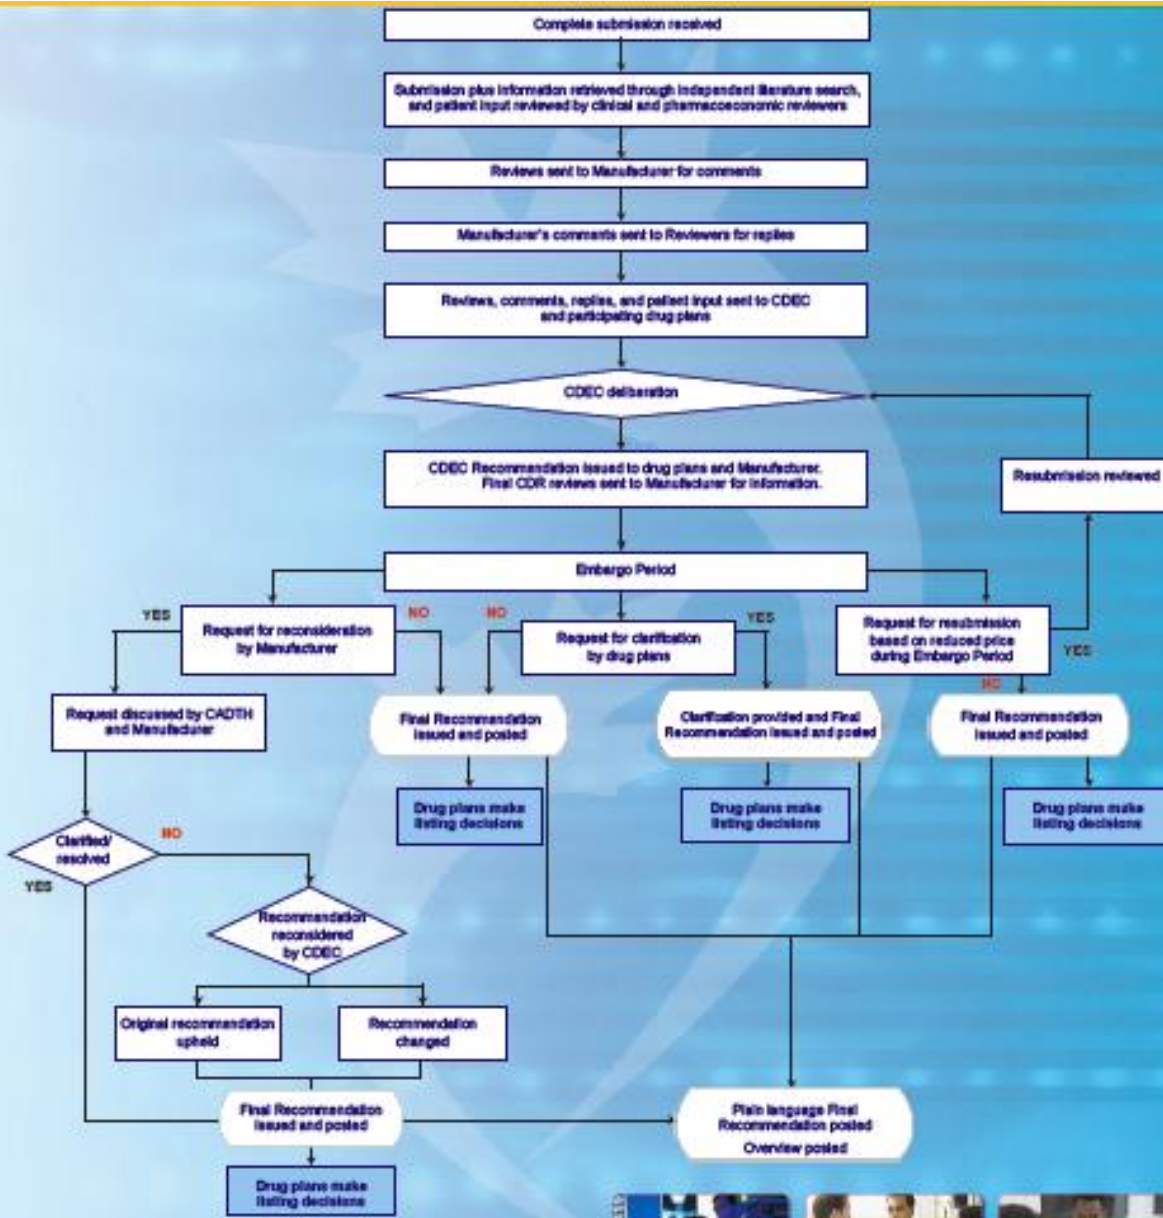 Complete submission received
Submission plus information retrieved through independent literature search,
and patient input reviewed by clinical and pharmacoeconomic reviewers
Reviews sent to Manufacturer for comments
Manufacturer's comments sent to Reviewers for replies
Reviews, comments, replies, and patient input sent to CDEC
and participating drug plans
CDEC deliberation
CDEC Recommendation issued to drug plans and Manufacturer.
Final CDR reviews sent to Manufacturer for information.
Resubmission reviewed
Embargo Period
YES
Request for reconsideration
by Manufacturer
NO
NO
Request for clarification
by drug plans
YES
Request for resubmission
based on reduced price
during Embargo Period
YES
NO
Request discussed by CADTH
and Manufacturer
Final Recommendation
issued and posted
Clarification provided and Final
Recommendation issued and posted
Final Recommendation
issued and posted
Drug plans make
listing decisions
Drug plans make
listing decisions
Drug plans make
listing decisions
Clarified/
resolved
NO
YES
Recommendation
reconsidered
by CDEC
Original recommendation
upheld
Recommendation
changed
Final Recommendation
issued and posted
Plain language Final
Recommendation posted
Overview posted
Drug plans make
listing decisions